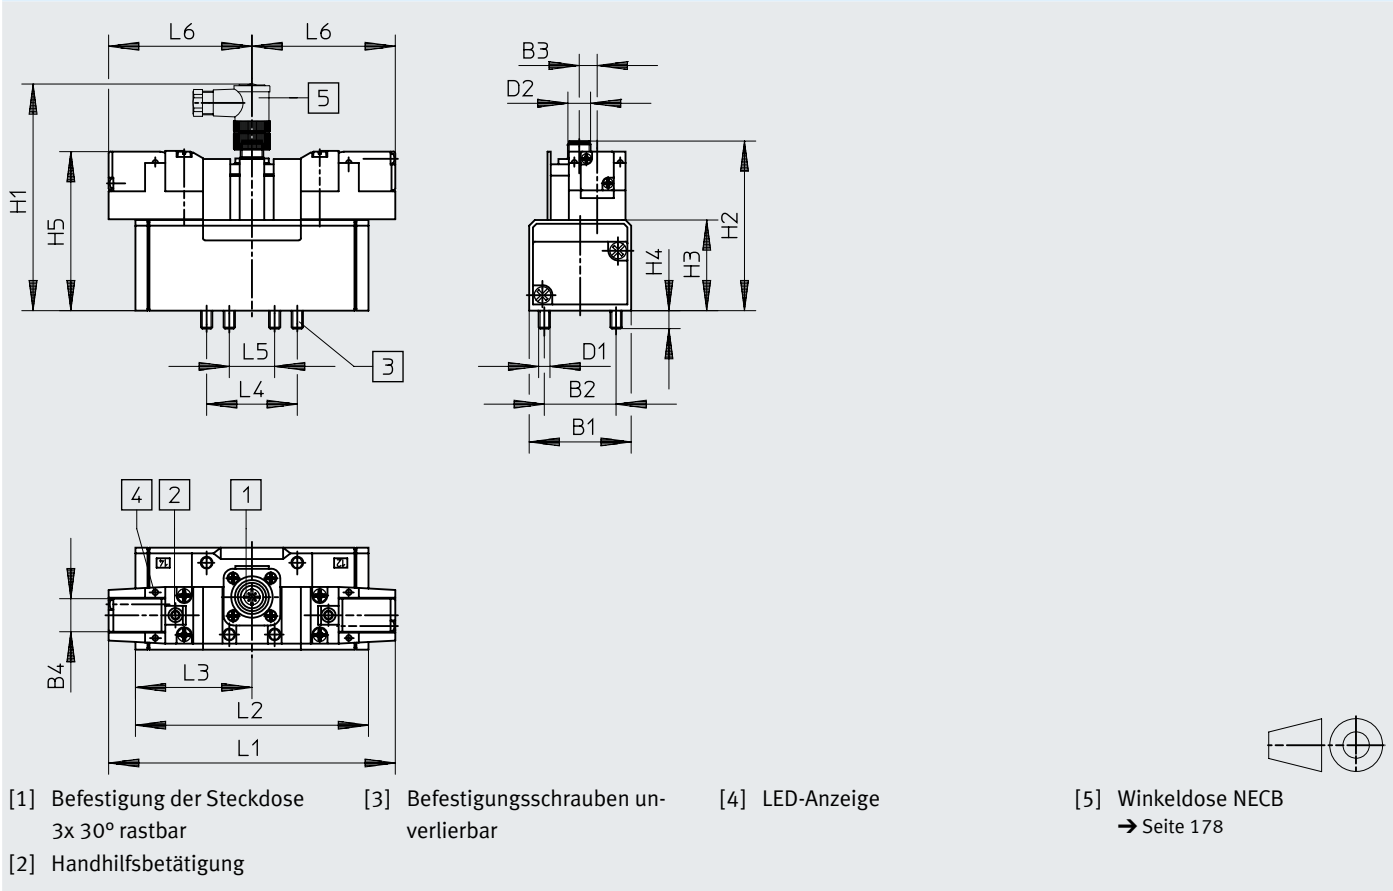 L6 L6
B3
5
D2
H1
H5
H2
H4
H3
L5
D1
3
L4
B2
B1
4 2 1
14 12
B4
L3
L2
L1
[1] Befestigung der Steckdose
3x 30° rastbar
[2] Handhilfsbetätigung
[3] Befestigungsschrauben un-
verlierbar
[4] LED-Anzeige
[5] Winkeldose NECB
➔ Seite 178